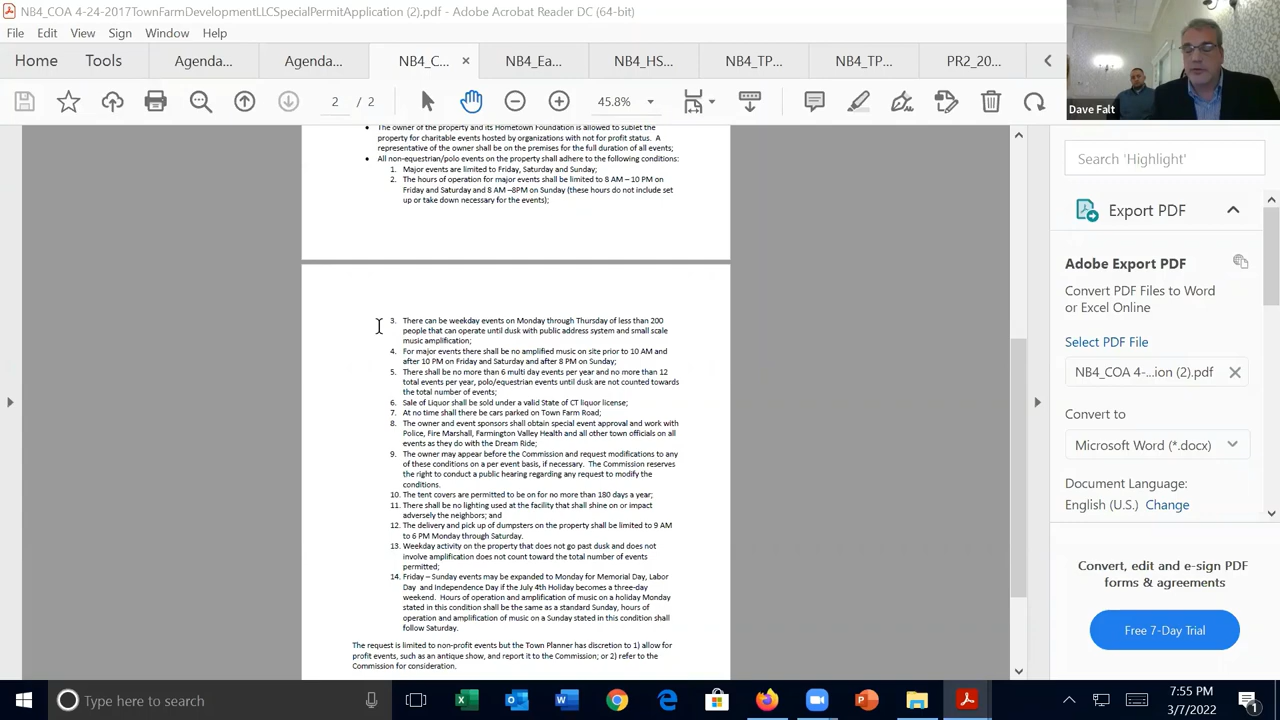 NB4_COA 4-24-2017TownFarmDevelopmentLLCSpecialPermitApplication (2).pdf - Adobe Acrobat Reader DC (64-bit)
File Edit View Sign Window Help
Home Tools Agenda... Agenda... NB4_C... × NB4_Ea... NB4_HS... NB4_TP... NB4_TP... PR2_20...
2 / 2 45.8%
Dave Falt
The owner of the property and its Hometown Foundation is allowed to sublet the
property for charitable events hosted by organizations with not for profit status. A
representative of the owner shall be on the premises for the full duration of all events;
• All non-equestrian/polo events on the property shall adhere to the following conditions:
1. Major events are limited to Friday, Saturday and Sunday;
2. The hours of operation for major events shall be limited to 8 AM – 10 PM on
Friday and Saturday and 8 AM –8PM on Sunday (these hours do not include set
up or take down necessary for the events);
3. There can be weekday events on Monday through Thursday of less than 200
people that can operate until dusk with public address system and small scale
music amplification;
4. For major events there shall be no amplified music on site prior to 10 AM and
after 10 PM on Friday and Saturday and after 8 PM on Sunday;
5. There shall be no more than 6 multi day events per year and no more than 12
total events per year, polo/equestrian events until dusk are not counted towards
the total number of events;
6. Sale of Liquor shall be sold under a valid State of CT liquor license;
7. At no time shall there be cars parked on Town Farm Road;
8. The owner and event sponsors shall obtain special event approval and work with
Police, Fire Marshall, Farmington Valley Health and all other town officials on all
events as they do with the Dream Ride;
9. The owner may appear before the Commission and request modifications to any
of these conditions on a per event basis, if necessary. The Commission reserves
the right to conduct a public hearing regarding any request to modify the
conditions.
10. The tent covers are permitted to be on for no more than 180 days a year;
11. There shall be no lighting used at the facility that shall shine on or impact
adversely the neighbors; and
12. The delivery and pick up of dumpsters on the property shall be limited to 9 AM
to 6 PM Monday through Saturday.
13. Weekday activity on the property that does not go past dusk and does not
involve amplification does not count toward the total number of events
permitted;
14. Friday – Sunday events may be expanded to Monday for Memorial Day, Labor
Day and Independence Day if the July 4th Holiday becomes a three-day
weekend. Hours of operation and amplification of music on a holiday Monday
stated in this condition shall be the same as a standard Sunday, hours of
operation and amplification of music on a Sunday stated in this condition shall
follow Saturday.
The request is limited to non-profit events but the Town Planner has discretion to 1) allow for
profit events, such as an antique show, and report it to the Commission; or 2) refer to the
Commission for consideration.
Search 'Highlight'
Export PDF
Adobe Export PDF
Convert PDF Files to Word
or Excel Online
Select PDF File
NB4_COA 4-...ion (2).pdf
Convert to
Microsoft Word (*.docx)
Document Language:
English (U.S.) Change
Convert, edit and e-sign PDF
forms & agreements
Free 7-Day Trial
Type here to search
7:55 PM
3/7/2022
1